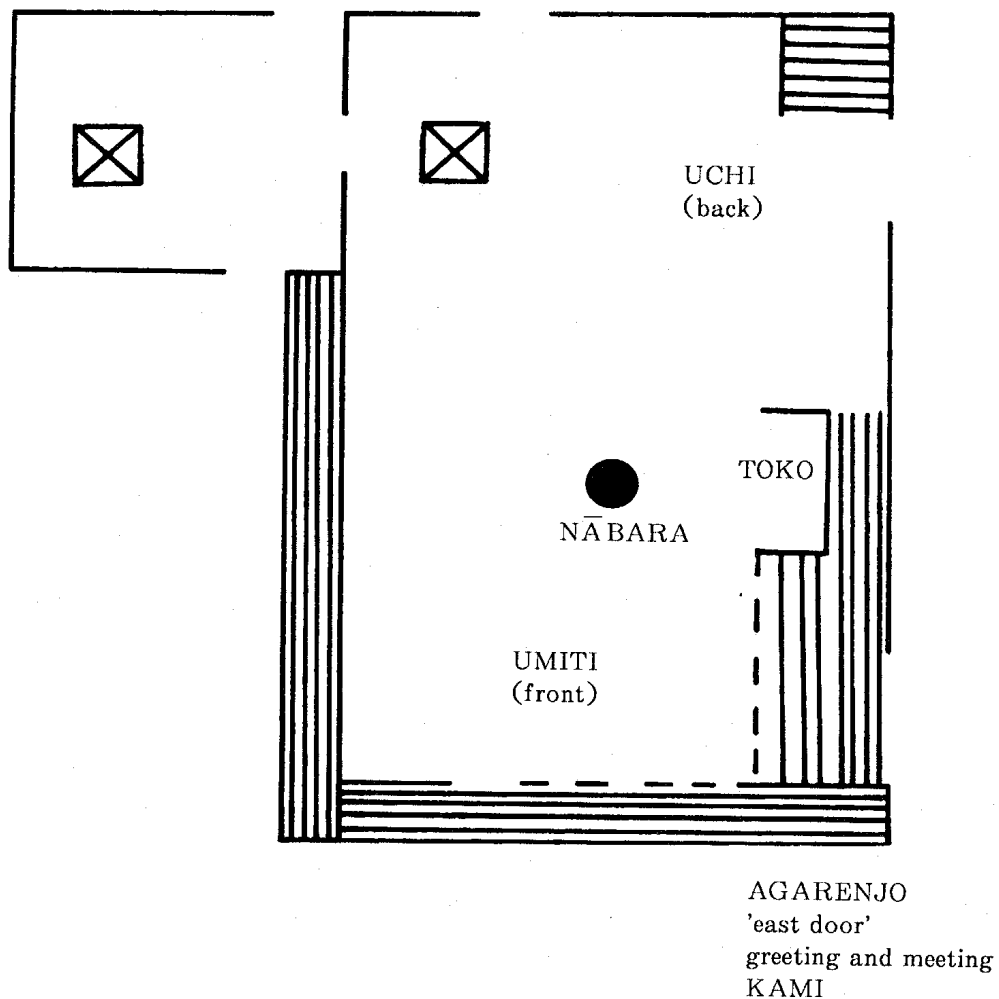 UCHI
(back)
TOKO
NĀBARA
UMITI
(front)
AGARENJO
'east door'
greeting and meeting
KAMI